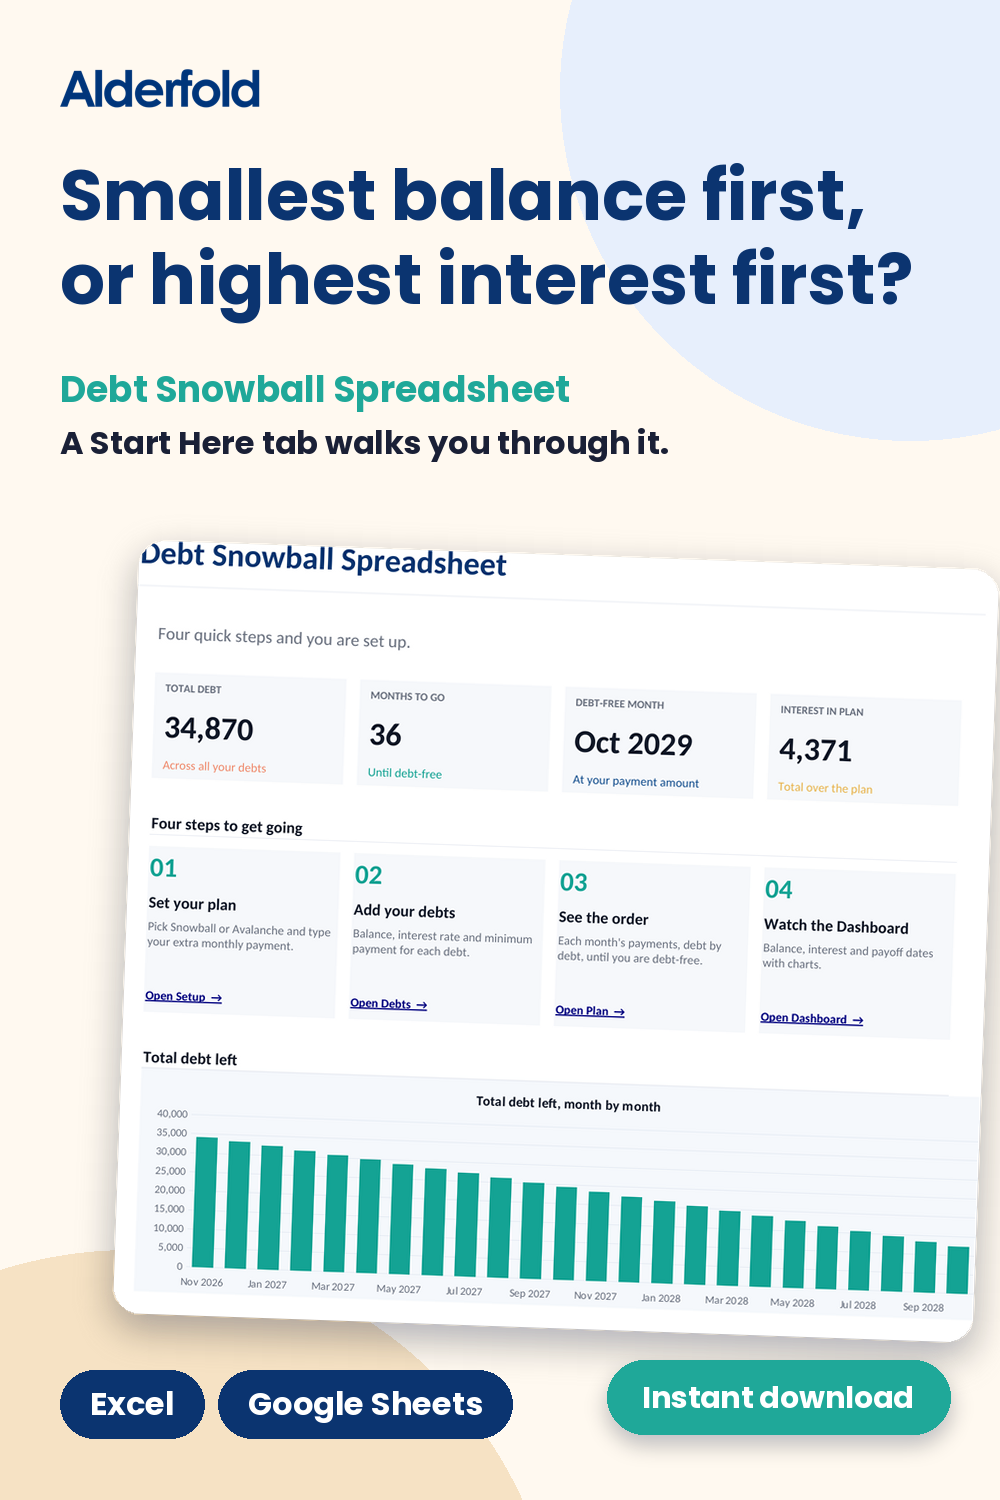 Alderfold
Smallest balance first,
or highest interest first?
Debt Snowball Spreadsheet
A Start Here tab walks you through it.
Debt Snowball Spreadsheet
Four quick steps and you are set up.
TOTAL DEBT
34,870
Across all your debts
MONTHS TO GO
36
Until debt-free
DEBT-FREE MONTH
Oct 2029
At your payment amount
INTEREST IN PLAN
4,371
Total over the plan
Four steps to get going
01
Set your plan
Pick Snowball or Avalanche and type
your extra monthly payment.
Open Setup →
02
Add your debts
Balance, interest rate and minimum
payment for each debt.
Open Debts →
03
See the order
Each month's payments, debt by
debt, until you are debt-free.
Open Plan →
04
Watch the Dashboard
Balance, interest and payoff dates
with charts.
Open Dashboard →
Total debt left
Total debt left, month by month
40,000
35,000
30,000
25,000
20,000
15,000
10,000
5,000
0
Nov 2026 Jan 2027 Mar 2027 May 2027 Jul 2027 Sep 2027 Nov 2027 Jan 2028 Mar 2028 May 2028 Jul 2028 Sep 2028
Excel
Google Sheets
Instant download